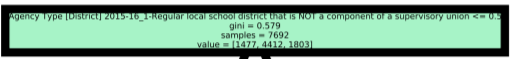 Agency Type [District] 2015-16_1-Regular local school district that is NOT a component of a supervisory union <= 0.5
gini = 0.579
samples = 7692
value = [1477, 4412, 1803]